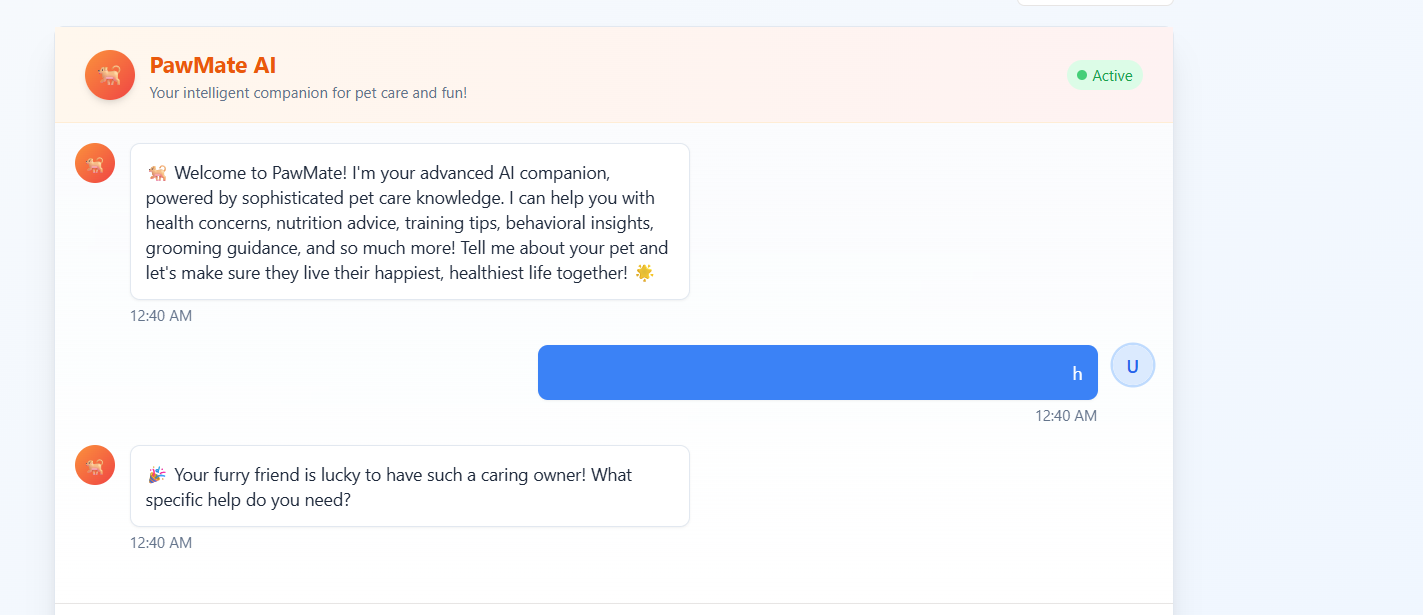 PawMate AI
Your intelligent companion for pet care and fun!
Active
🐕 Welcome to PawMate! I'm your advanced AI companion,
powered by sophisticated pet care knowledge. I can help you with
health concerns, nutrition advice, training tips, behavioral insights,
grooming guidance, and so much more! Tell me about your pet and
let's make sure they live their happiest, healthiest life together! 🌟
12:40 AM
h
U
12:40 AM
🎉 Your furry friend is lucky to have such a caring owner! What
specific help do you need?
12:40 AM